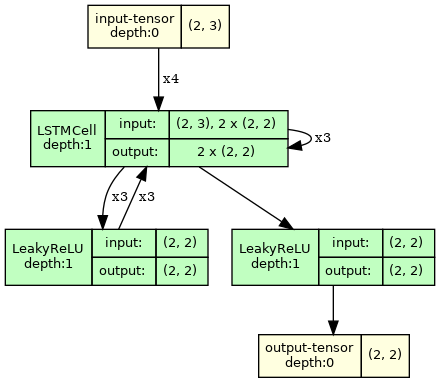 input-tensor
depth:0
(2, 3)
x4
LSTMCell
depth:1
input:
(2, 3), 2 x (2, 2)
output:
2 x (2, 2)
x3
x3
x3
LeakyReLU
depth:1
input:
(2, 2)
output:
(2, 2)
LeakyReLU
depth:1
input:
(2, 2)
output:
(2, 2)
output-tensor
depth:0
(2, 2)